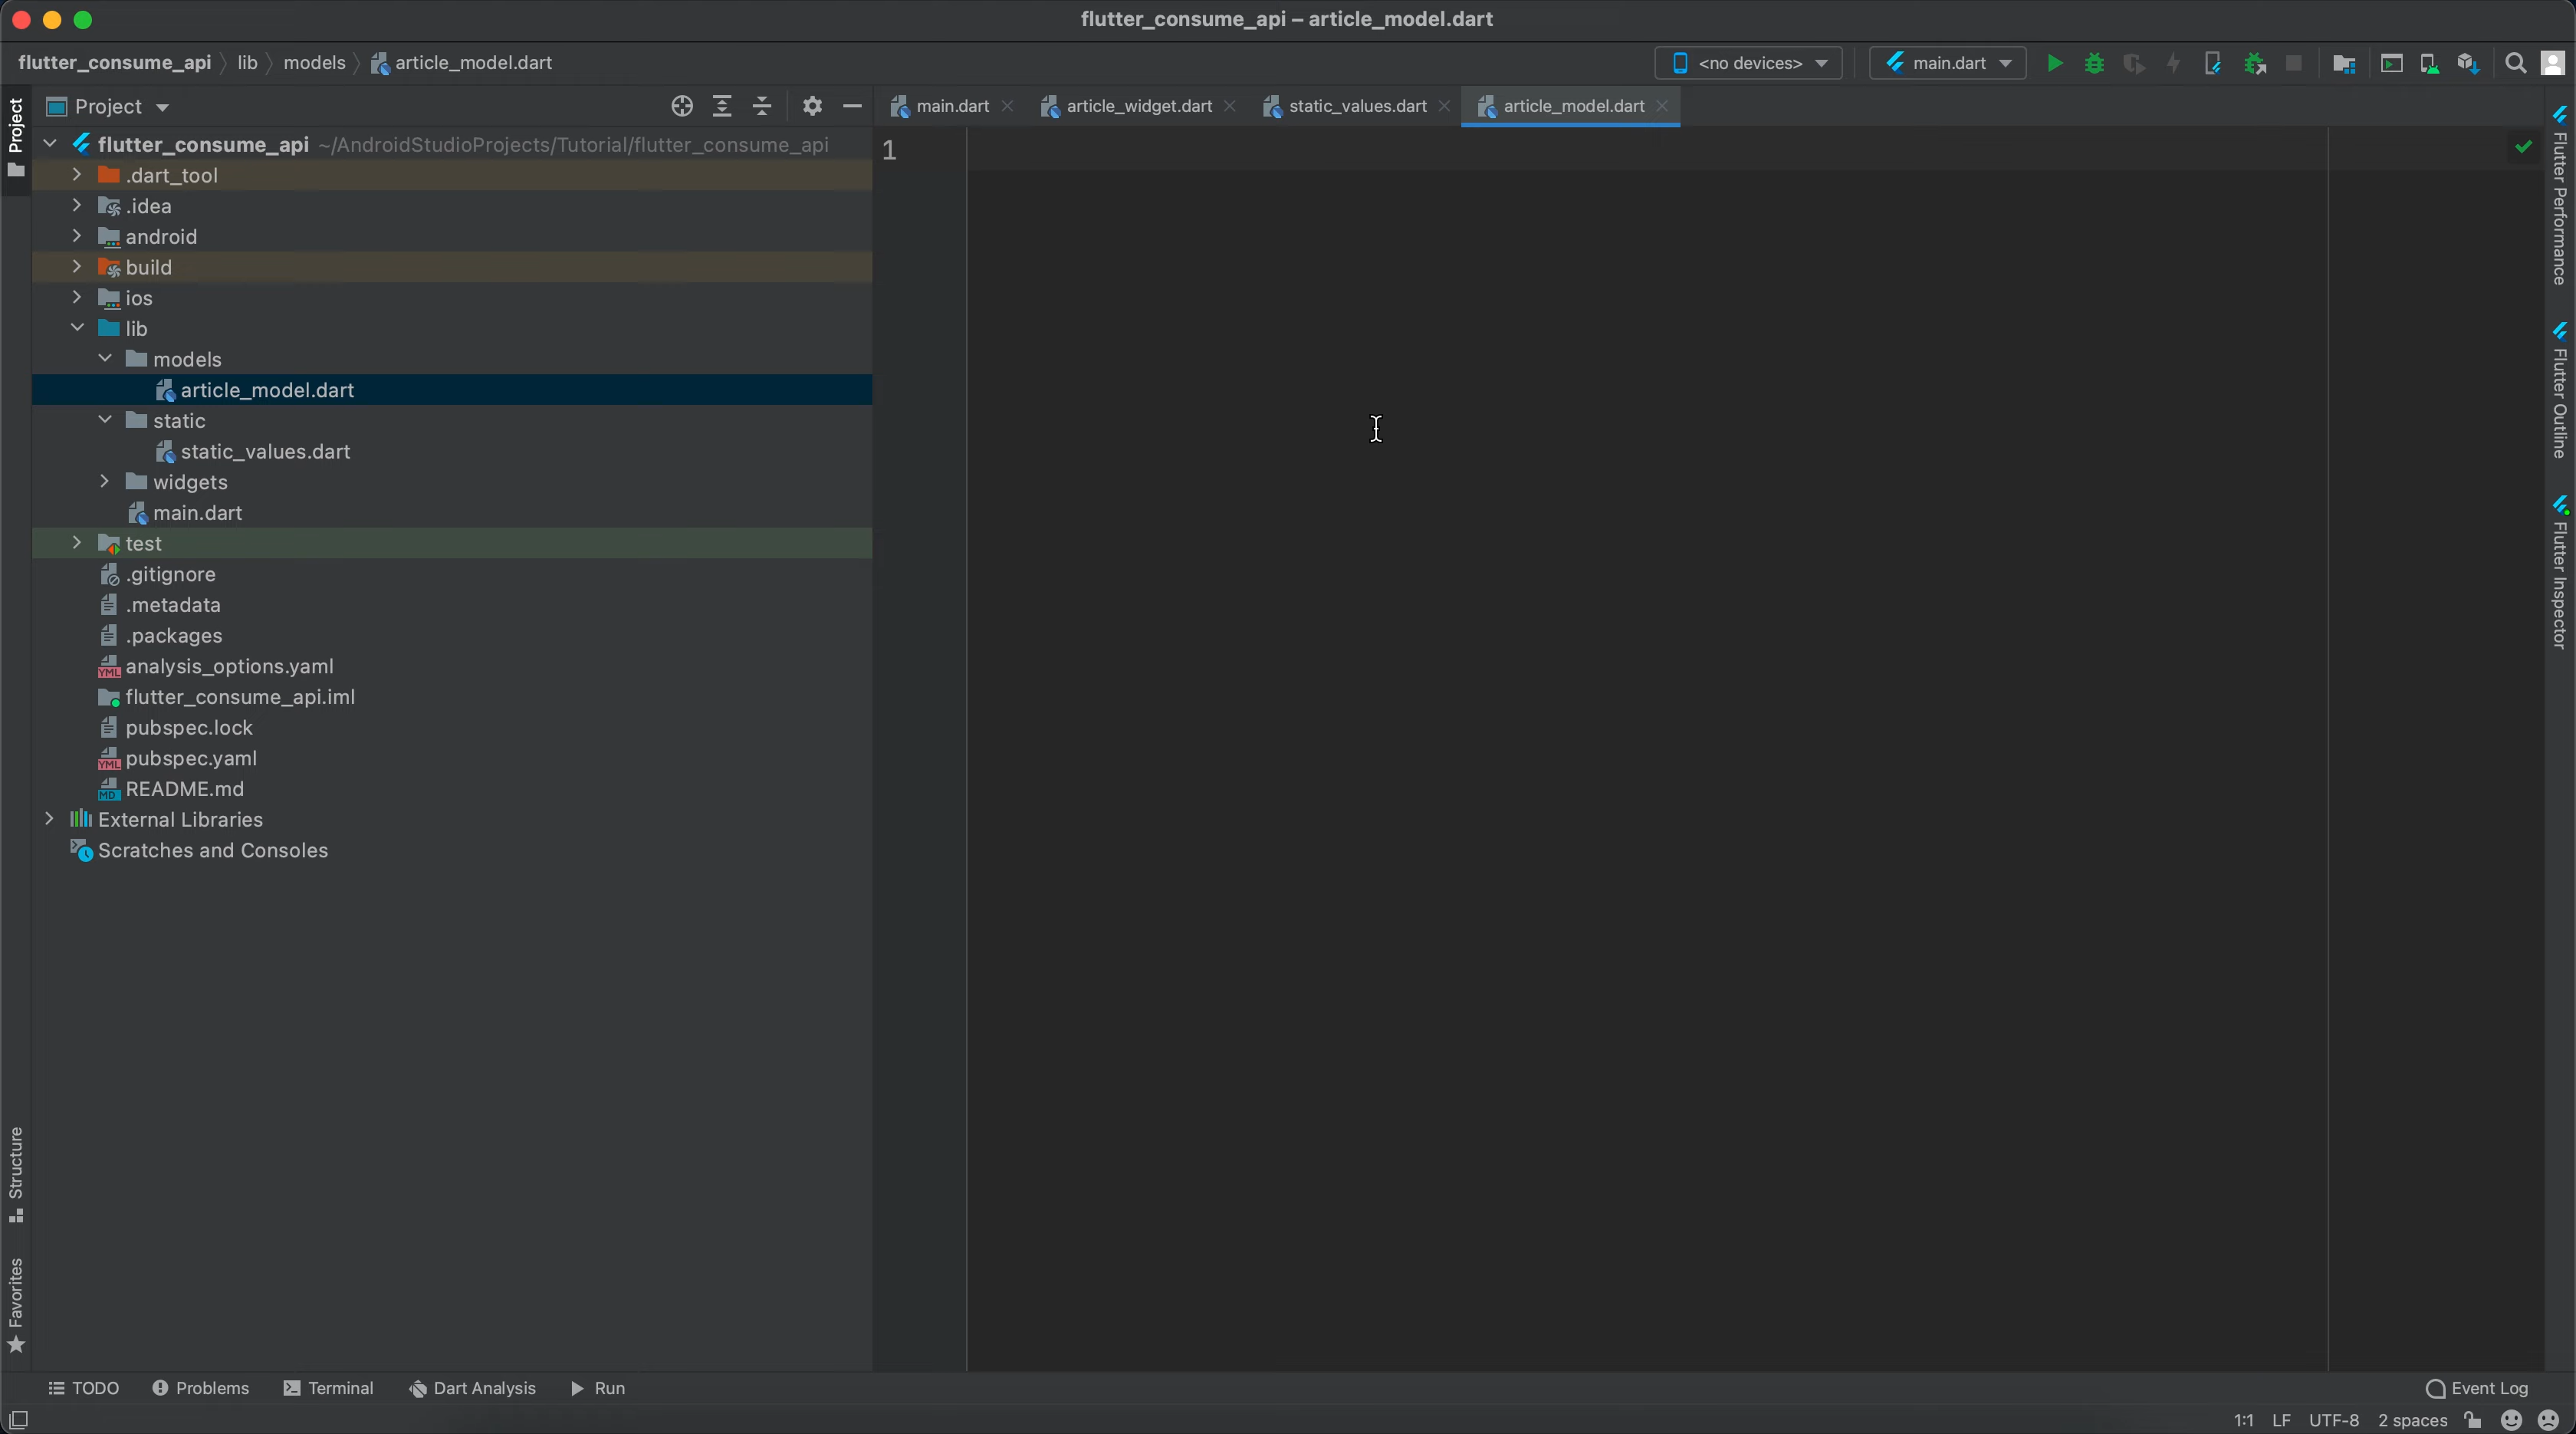 flutter_consume_api – article_model.dart
flutter_consume_api lib models article_model.dart
<no devices> main.dart
Project
main.dart article_widget.dart static_values.dart article_model.dart
Project
flutter_consume_api ~/AndroidStudioProjects/Tutorial/flutter_consume_api
1
.dart_tool
.idea
android
build
ios
lib
models
article_model.dart
static
static_values.dart
widgets
main.dart
test
.gitignore
.metadata
.packages
YML analysis_options.yaml
flutter_consume_api.iml
pubspec.lock
YML pubspec.yaml
MD README.md
External Libraries
Scratches and Consoles
Flutter Performance
Flutter Outline
Flutter Inspector
Structure
Favorites
TODO Problems Terminal Dart Analysis Run
Event Log
1:1 LF UTF-8 2 spaces